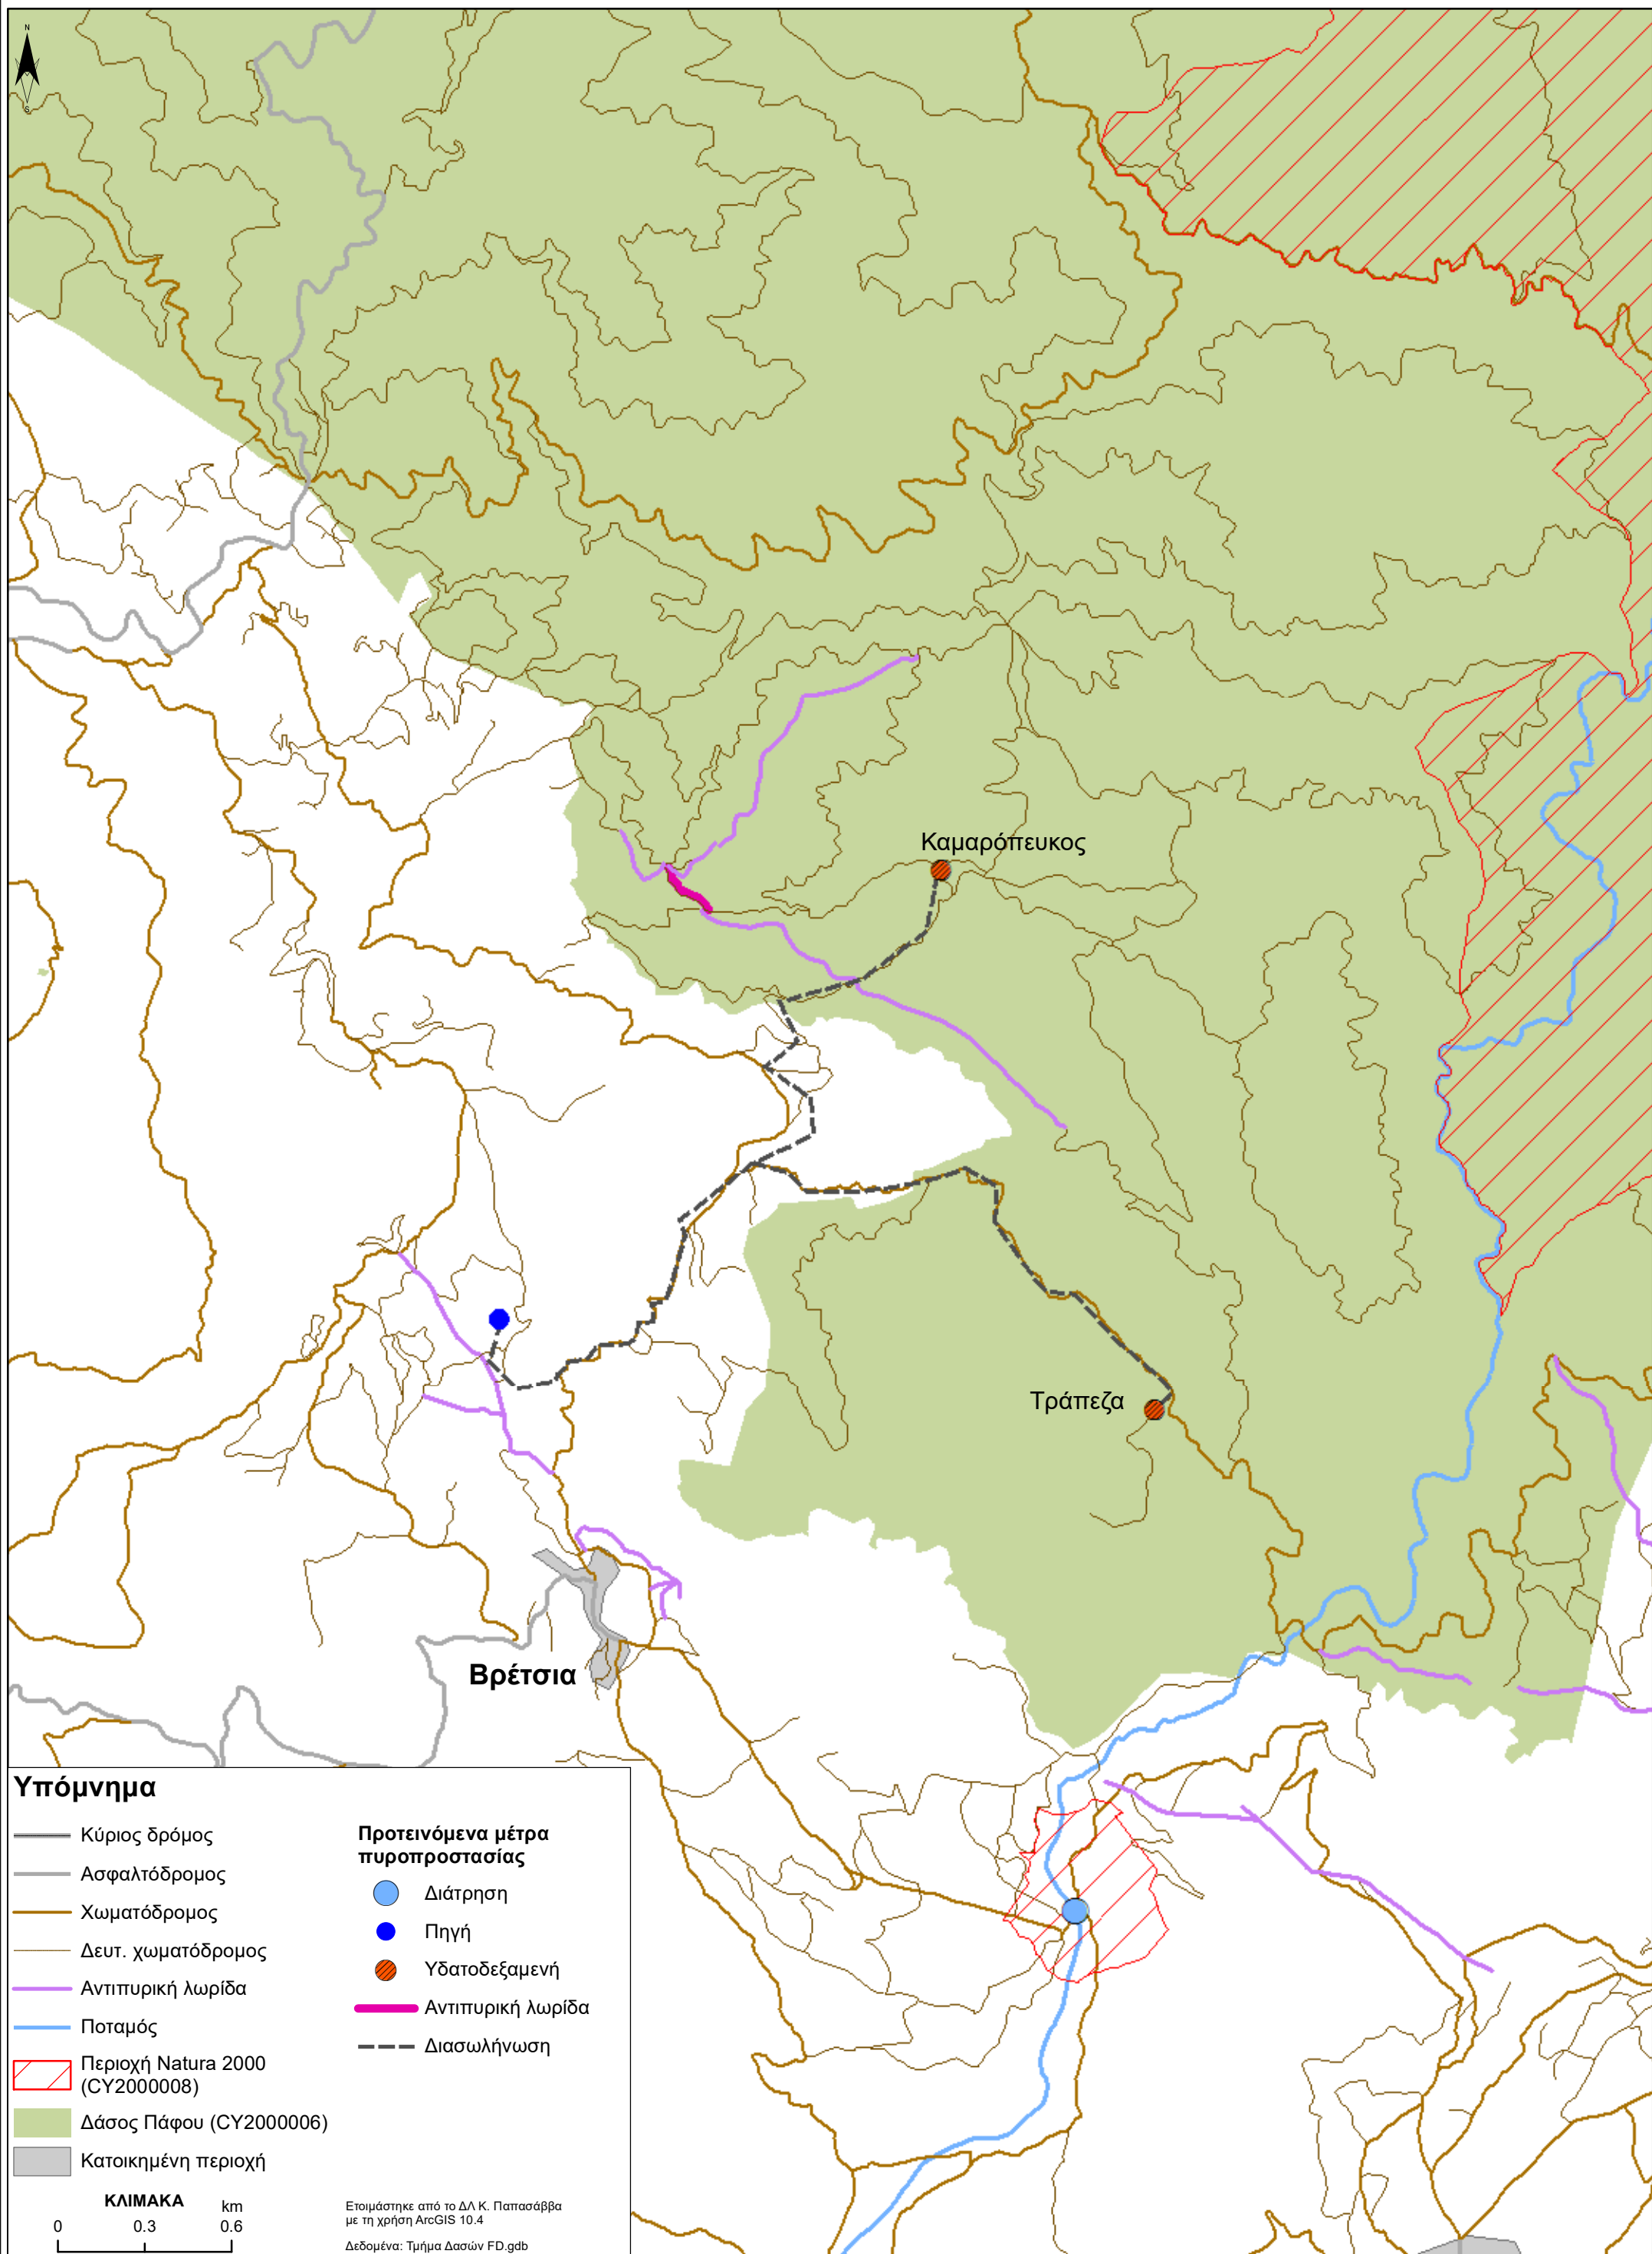 N
S
Καμαρόπευκος
Τράπεζα
Βρέτσια
Υπόμνημα
Κύριος δρόμος
Ασφαλτόδρομος
Χωματόδρομος
Δευτ. χωματόδρομος
Αντιπυρική λωρίδα
Ποταμός
Περιοχή Natura 2000
(CY2000008)
Δάσος Πάφου (CY2000006)
Κατοικημένη περιοχή
Προτεινόμενα μέτρα
πυροπροστασίας
Διάτρηση
Πηγή
Υδατοδεξαμενή
Αντιπυρική λωρίδα
Διασωλήνωση
ΚΛΙΜΑΚΑ
km
0 0.3 0.6
Ετοιμάστηκε από το ΔΛ Κ. Παπασάββα
με τη χρήση ArcGIS 10.4
Δεδομένα: Τμήμα Δασών FD.gdb